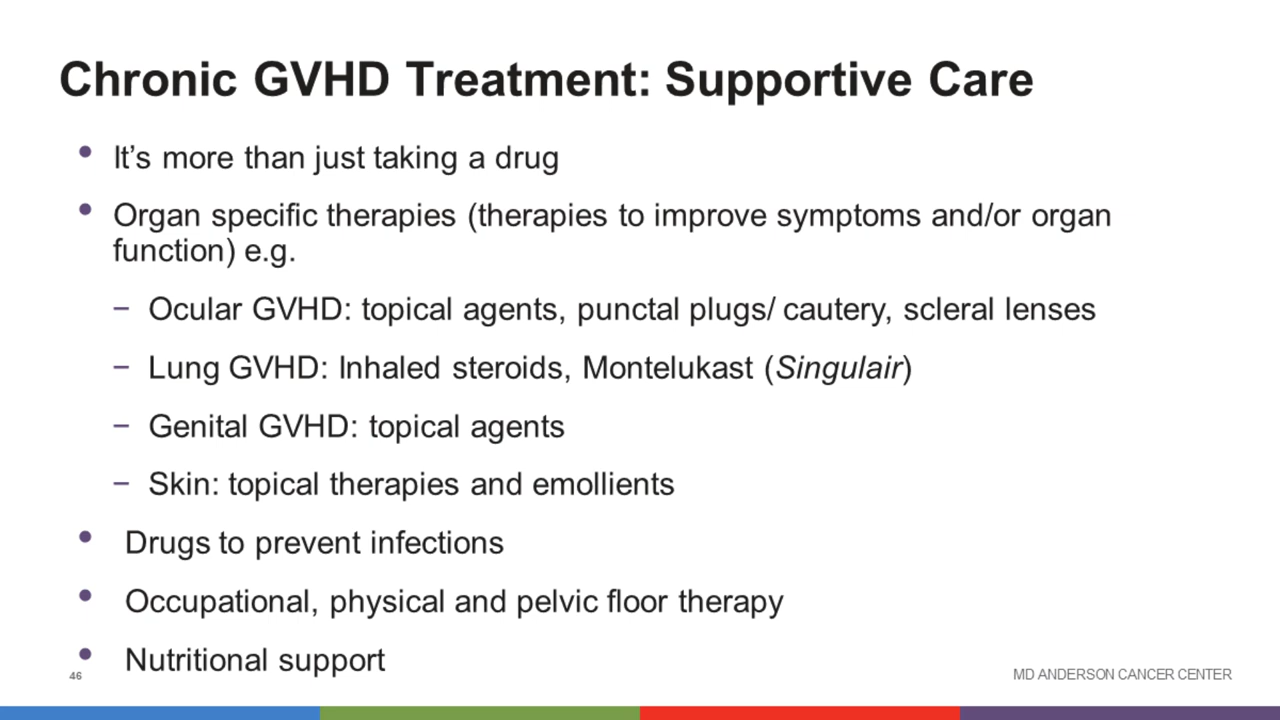 Chronic GVHD Treatment: Supportive Care
• It’s more than just taking a drug
• Organ specific therapies (therapies to improve symptoms and/or organ
function) e.g.
− Ocular GVHD: topical agents, punctal plugs/ cautery, scleral lenses
− Lung GVHD: Inhaled steroids, Montelukast (Singulair)
− Genital GVHD: topical agents
− Skin: topical therapies and emollients
• Drugs to prevent infections
• Occupational, physical and pelvic floor therapy
• Nutritional support
46
MD ANDERSON CANCER CENTER